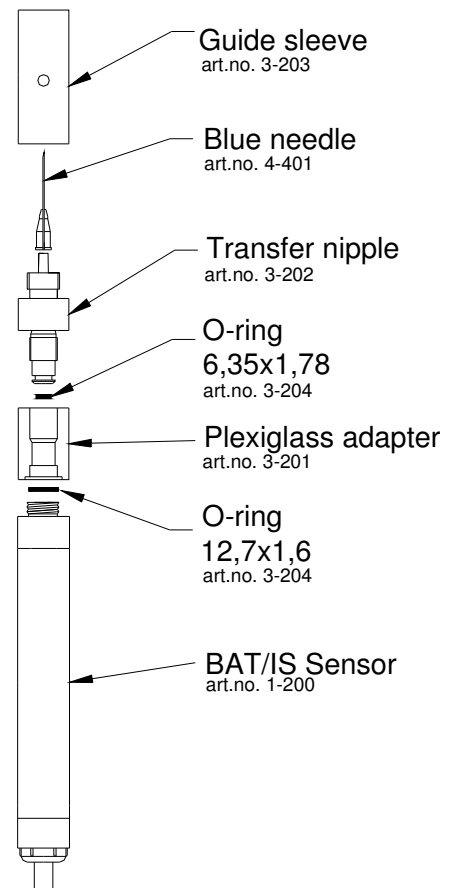 Guide sleeve
art.no. 3-203
Blue needle
art.no. 4-401
Transfer nipple
art.no. 3-202
O-ring
6,35x1,78
art.no. 3-204
Plexiglass adapter
art.no. 3-201
O-ring
12,7x1,6
art.no. 3-204
BAT/IS Sensor
art.no. 1-200